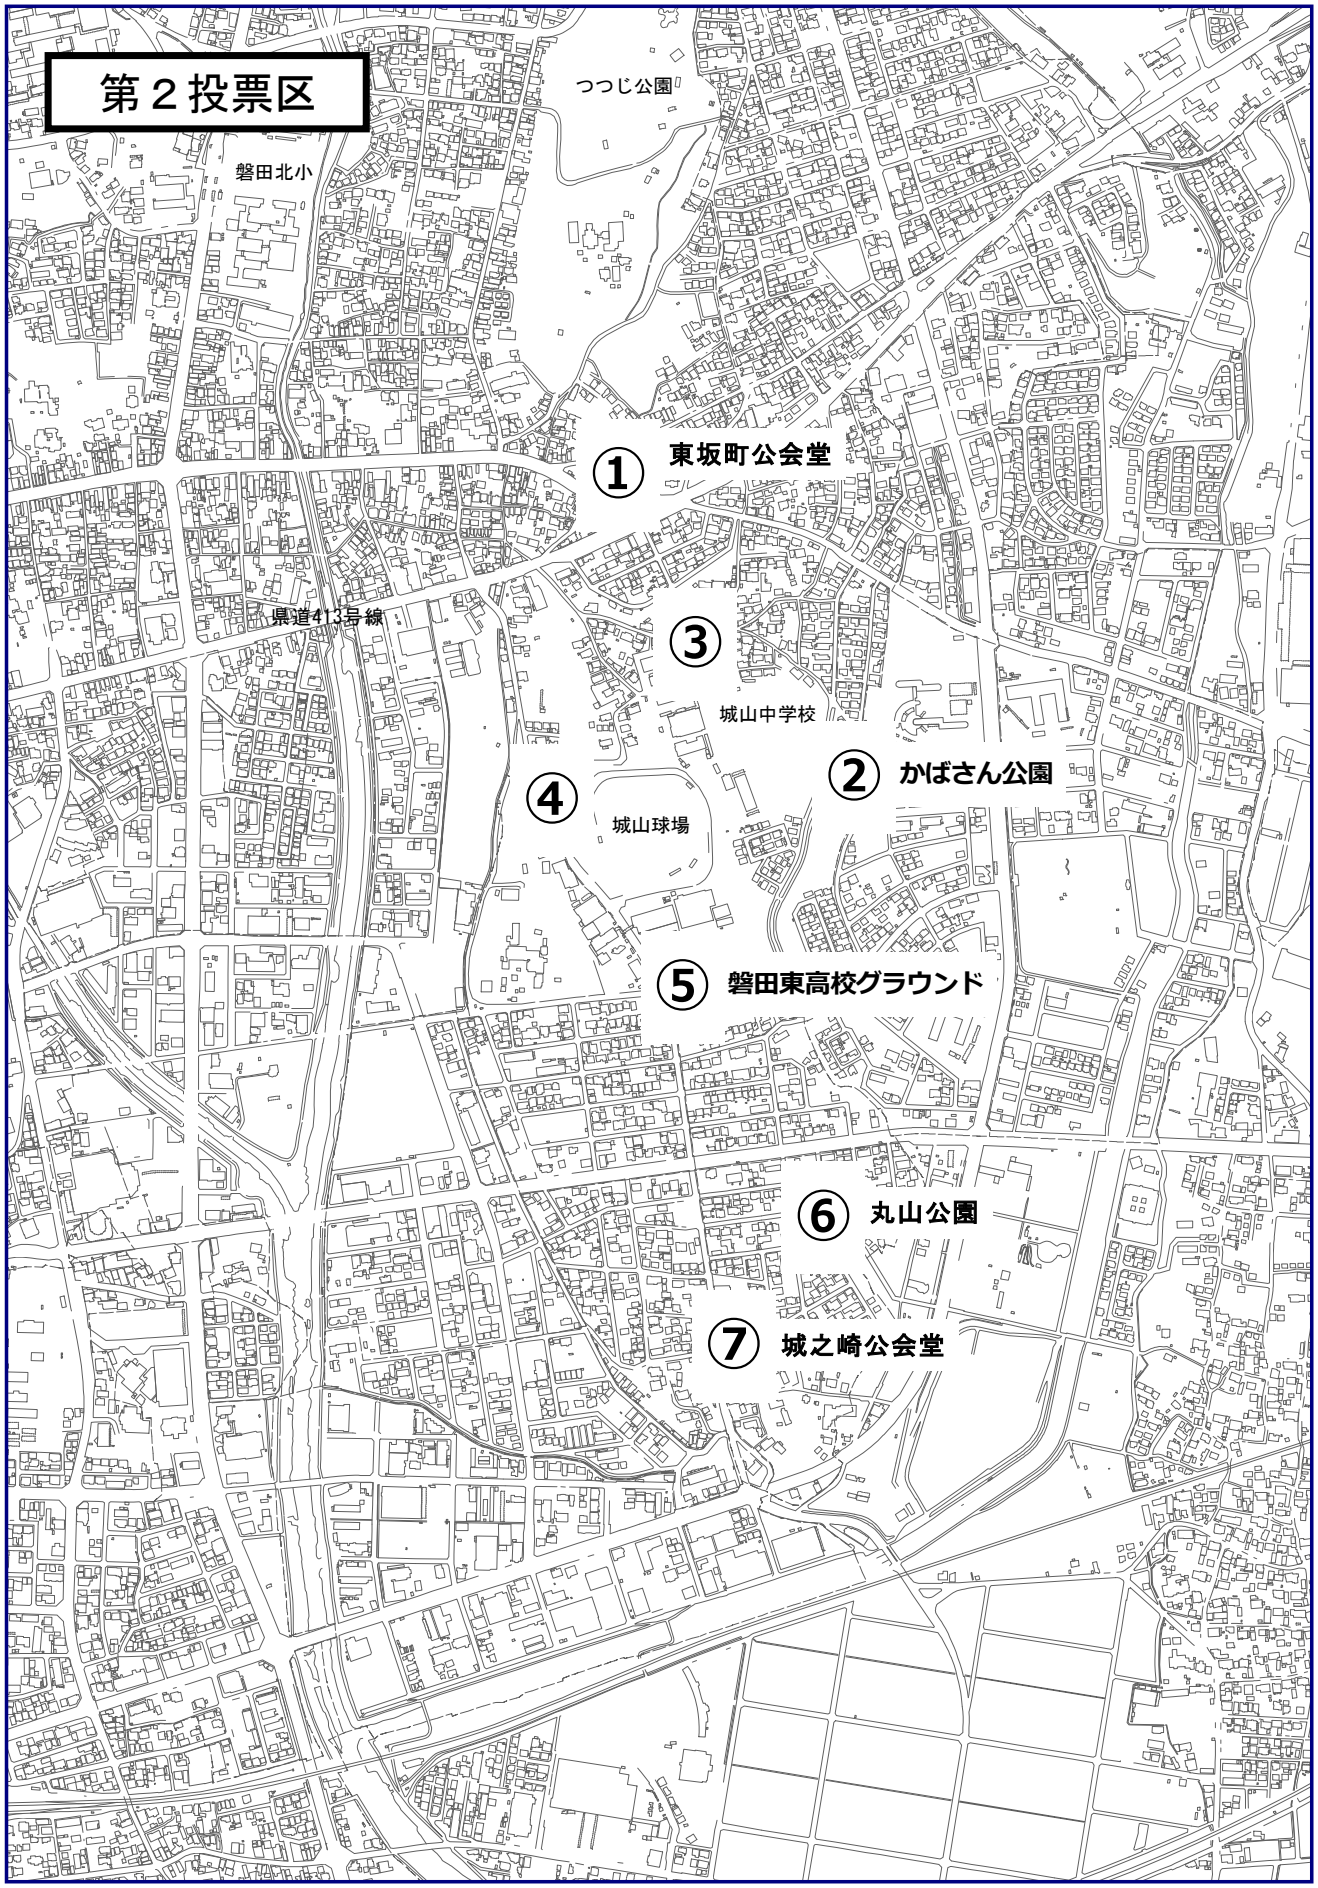 第２投票区
つつじ公園
磐田北小
① 東坂町公会堂
県道413号線
③
城山中学校
② かばさん公園
④
城山球場
⑤ 磐田東高校グラウンド
⑥ 丸山公園
⑦ 城之崎公会堂